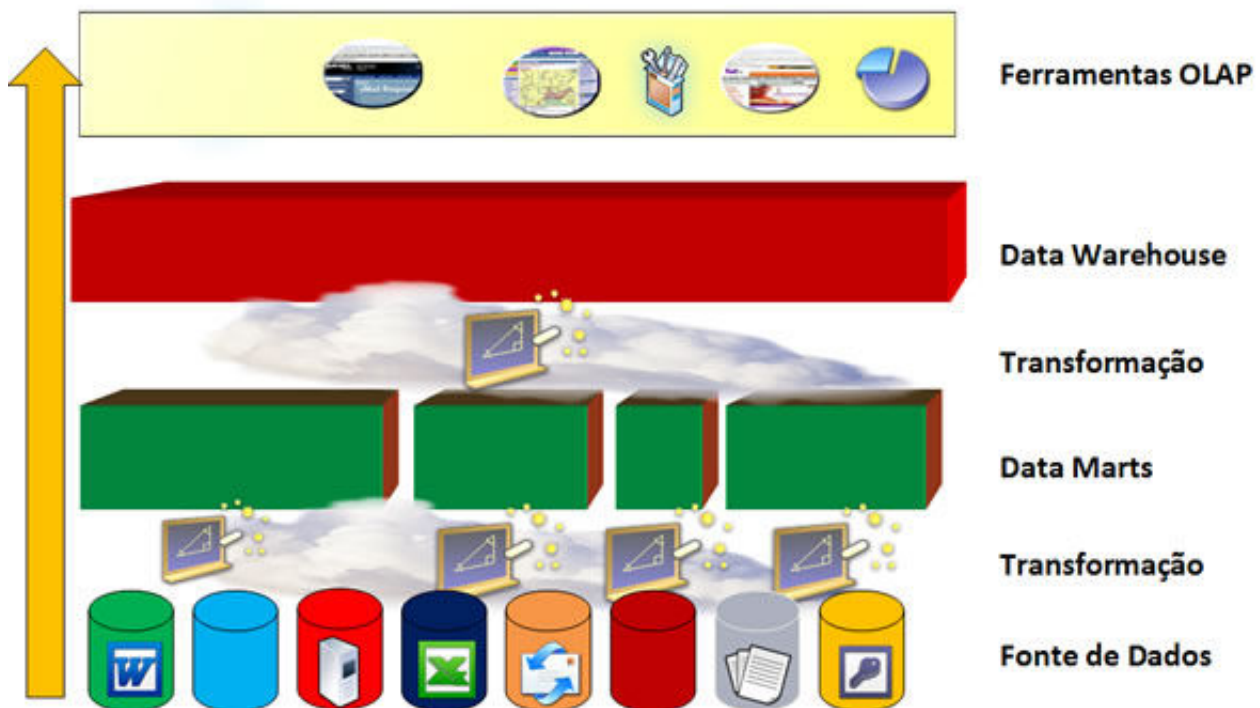 Ferramentas OLAP
Data Warehouse
Transformação
Data Marts
Transformação
Fonte de Dados
W